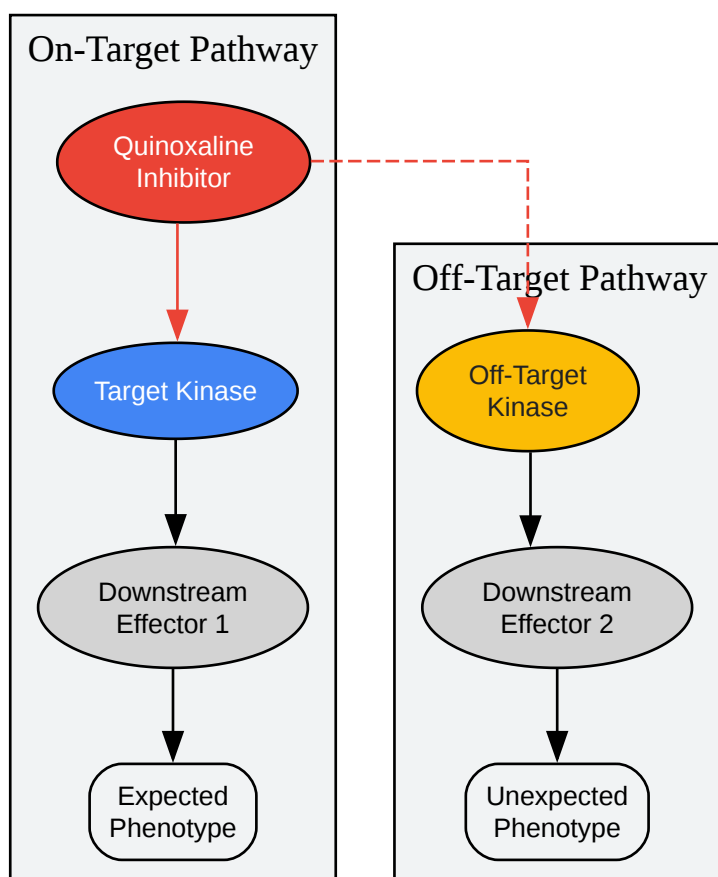 On-Target Pathway
Quinoxaline
Inhibitor
Target Kinase
Downstream
Effector 1
Expected
Phenotype
Off-Target Pathway
Off-Target
Kinase
Downstream
Effector 2
Unexpected
Phenotype